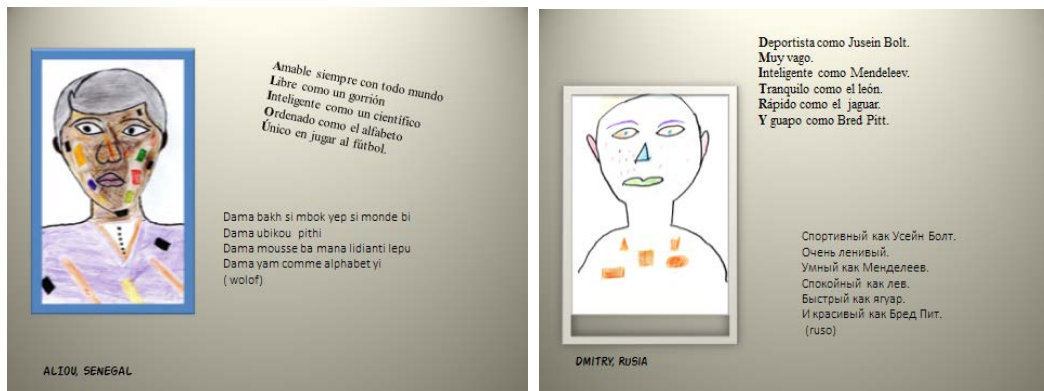 Amable siempre con todo mundo
Libre como un gorrión
Inteligente como un científico
Ordenado como el alfabeto
Único en jugar al fútbol.
Dama bakh si mbok yep si monde bi
Dama ubikou pithi
Dama mousse ba mana lidianti lepu
Dama yam comme alphabet yi
( wolof)
ALIOU, SENEGAL
Deportista como Jusein Bolt.
Muy vago.
Inteligente como Mendeleev.
Tranquilo como el león.
Rápido como el jaguar.
Y guapo como Bred Pitt.
Спортивный как Усейн Болт.
Очень ленивый.
Умный как Менделеев.
Спокойный как лев.
Быстрый как ягуар.
И красивый как Бред Пит.
(ruso)
DMITRY, RUSIA